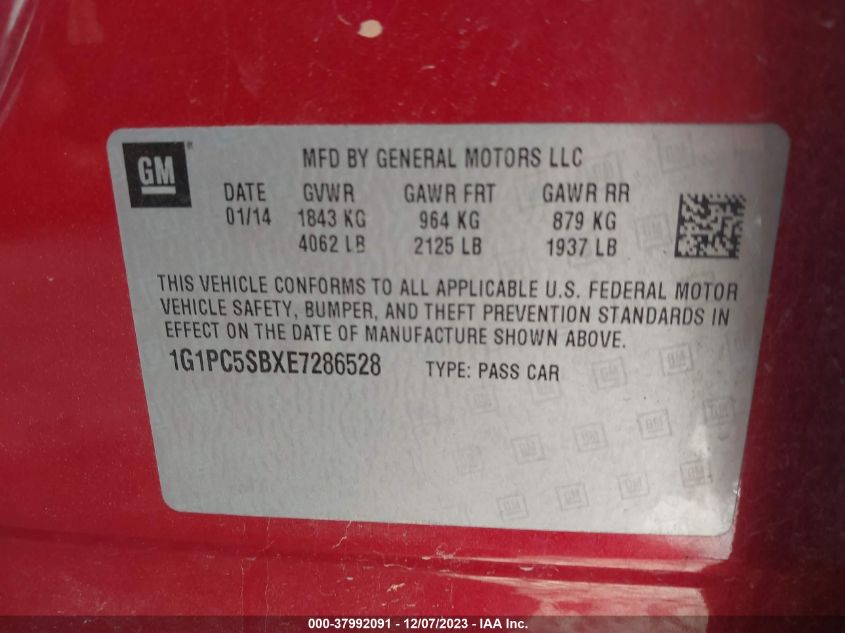 GM ®
MFD BY GENERAL MOTORS LLC
DATE GVWR GAWR FRT GAWR RR
01/14 1843 KG 964 KG 879 KG
4062 LB 2125 LB 1937 LB
THIS VEHICLE CONFORMS TO ALL APPLICABLE U.S. FEDERAL MOTOR
VEHICLE SAFETY, BUMPER, AND THEFT PREVENTION STANDARDS IN
EFFECT ON THE DATE OF MANUFACTURE SHOWN ABOVE.
1G1PC5SBXE7286528 TYPE: PASS CAR
000-37992091 - 12/07/2023 - IAA Inc.